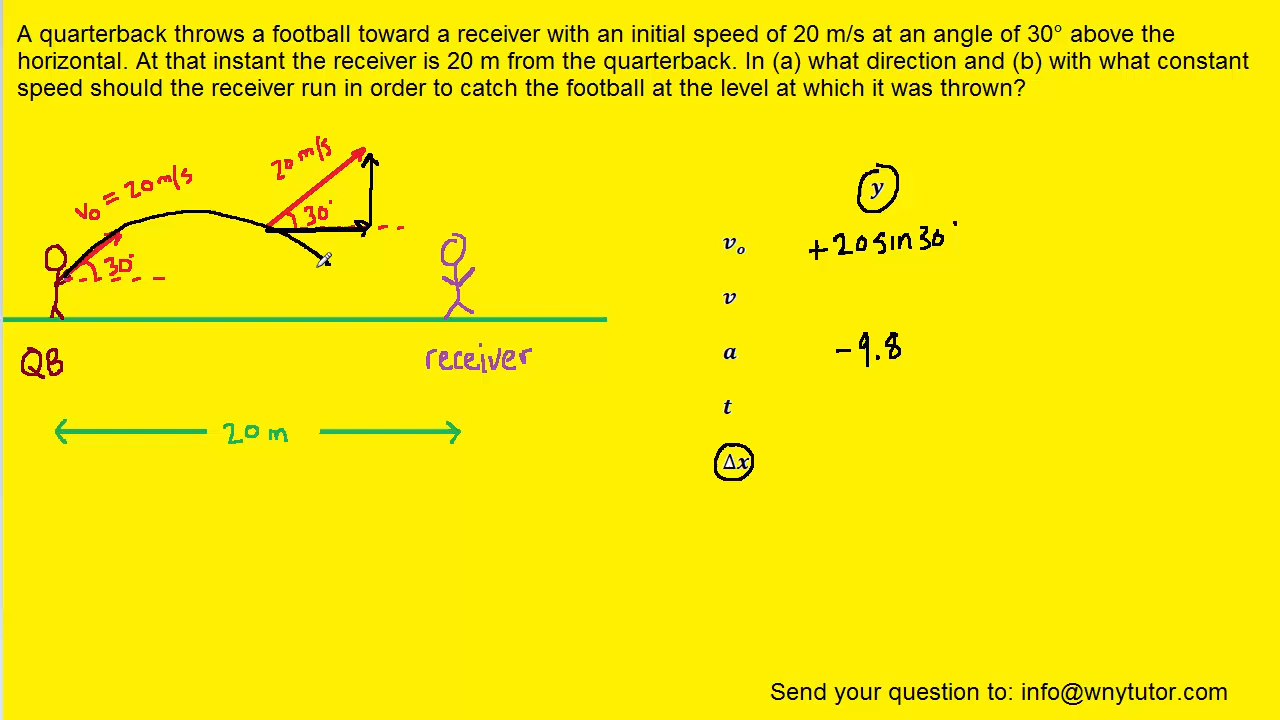 A quarterback throws a football toward a receiver with an initial speed of 20 m/s at an angle of 30° above the
horizontal. At that instant the receiver is 20 m from the quarterback. In (a) what direction and (b) with what constant
speed should the receiver run in order to catch the football at the level at which it was thrown?
v₀ = 20 m/s
20 m/s
30°
30°
QB
receiver
20 m
y
v₀ +20 sin 30°
v
a -9.8
t
Δx
Send your question to: info@wnytutor.com